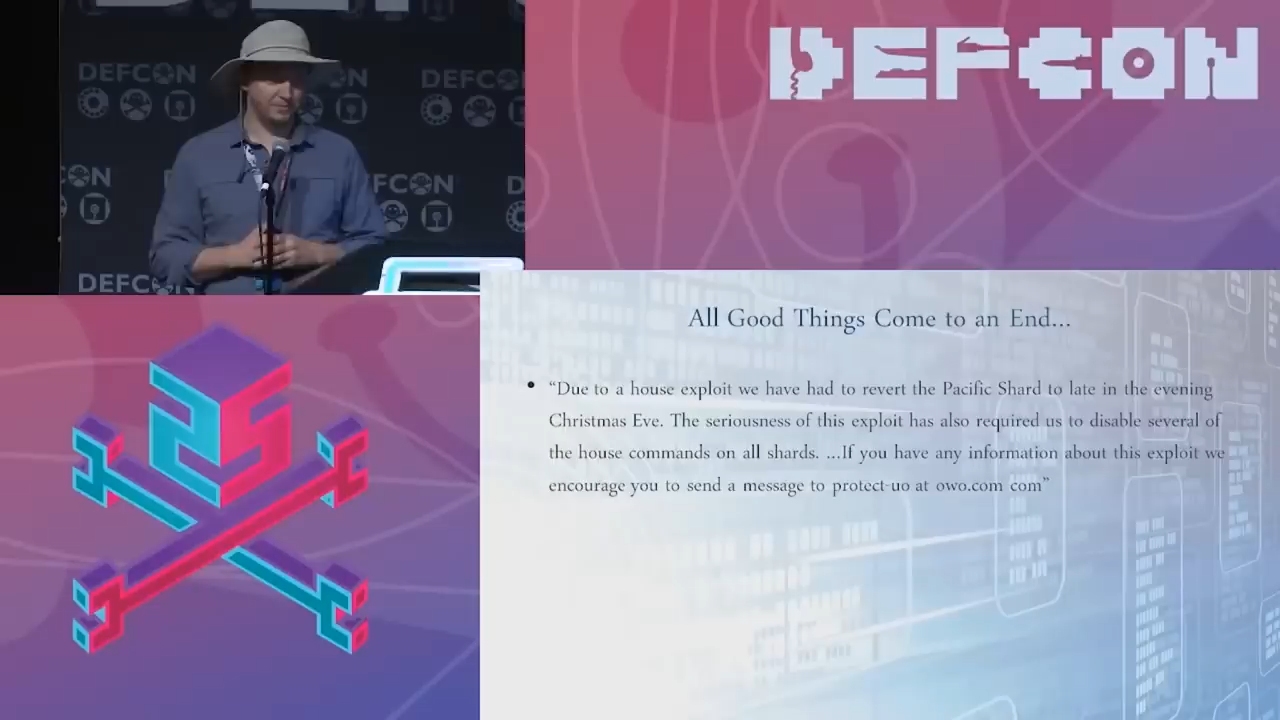 DEFCON
DEFCON
DEFCON
DEFCON
CON
FCON
D
DEFCON
All Good Things Come to an End...
• “Due to a house exploit we have had to revert the Pacific Shard to late in the evening
Christmas Eve. The seriousness of this exploit has also required us to disable several of
the house commands on all shards. ...If you have any information about this exploit we
encourage you to send a message to protect-uo at owo.com com”